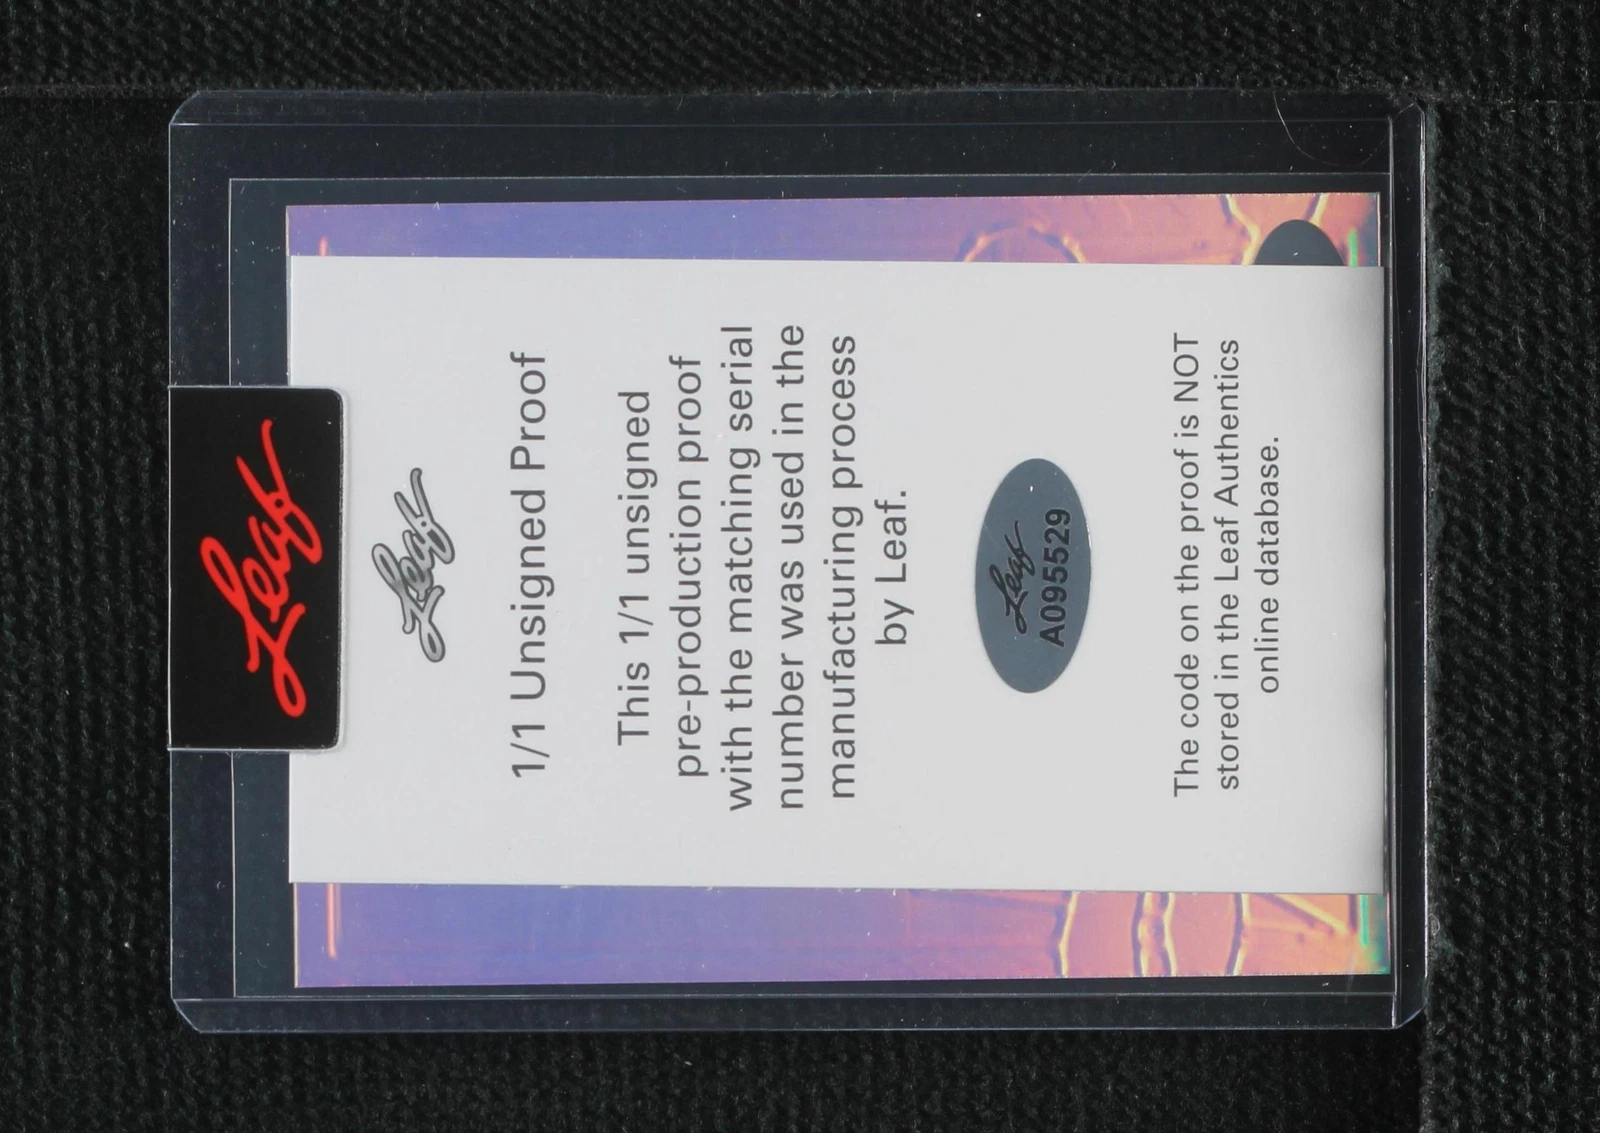 Leaf
Leaf
1/1 Unsigned Proof
This 1/1 unsigned
pre-production proof
with the matching serial
number was used in the
manufacturing process
by Leaf.
Leaf
A095529
The code on the proof is NOT
stored in the Leaf Authentics
online database.